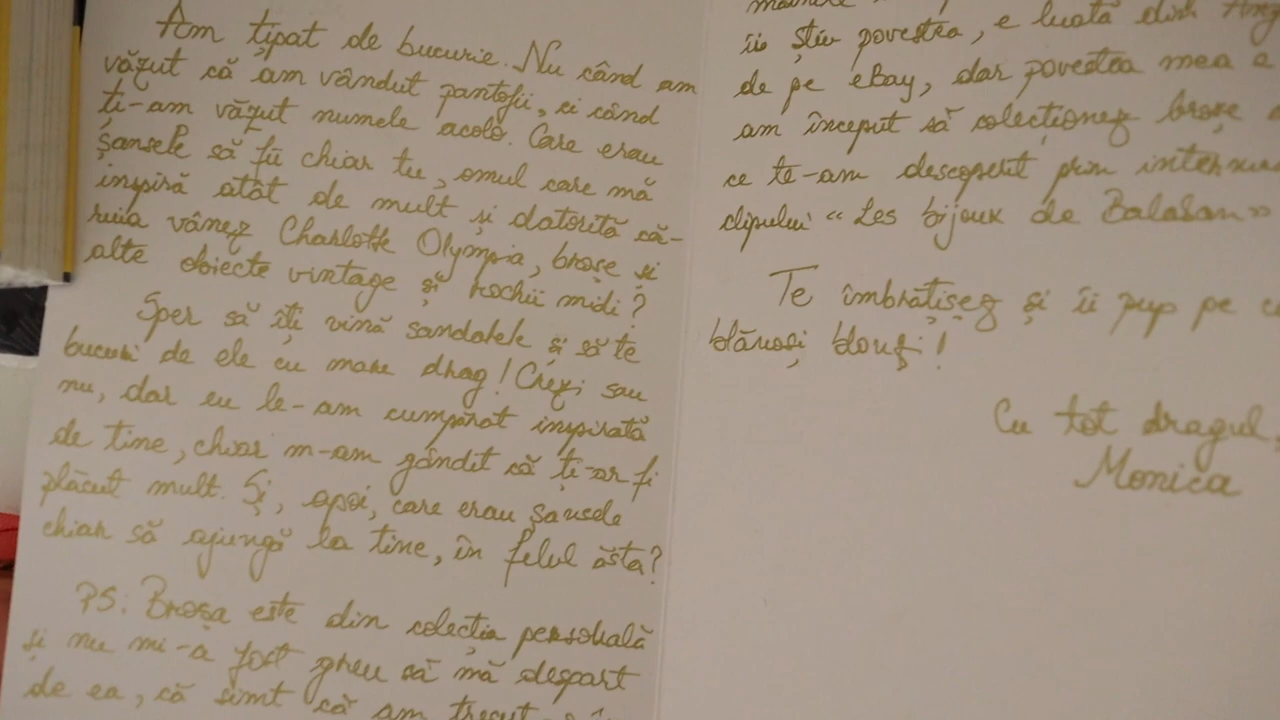 Am țipat de bucurie. Nu când am
văzut că am vândut pantofii, ci când
ți-am văzut numele acolo. Care erau
șansele să fii chiar tu, omul care mă
inspiră atât de mult și datorită că-
ruia vânez Charlotte Olympia, broșe și
alte obiecte vintage și rochii midi?
Sper să îți vină sandalele și să te
bucuri de ele cu mare drag! Crezi sau
nu, dar eu le-am cumpărat inspirată
de tine, chiar m-am gândit că ți-ar fi
plăcut mult. Și, apoi, care erau șansele
chiar să ajungă la tine, în felul ăsta?
PS: Broșa este din colecția personală
și nu mi-a fost greu să mă despart
de ea, că simt că am trecut
îi știu povestea, e luată din
de pe eBay, dar povestea mea e
am început să colecționez broșe
ce te-am descoperit prin
clipului "Les bijoux de Balasan"
Te îmbrățișez și îi pup pe
blănoși blonzi!
Cu tot dragul,
Monica